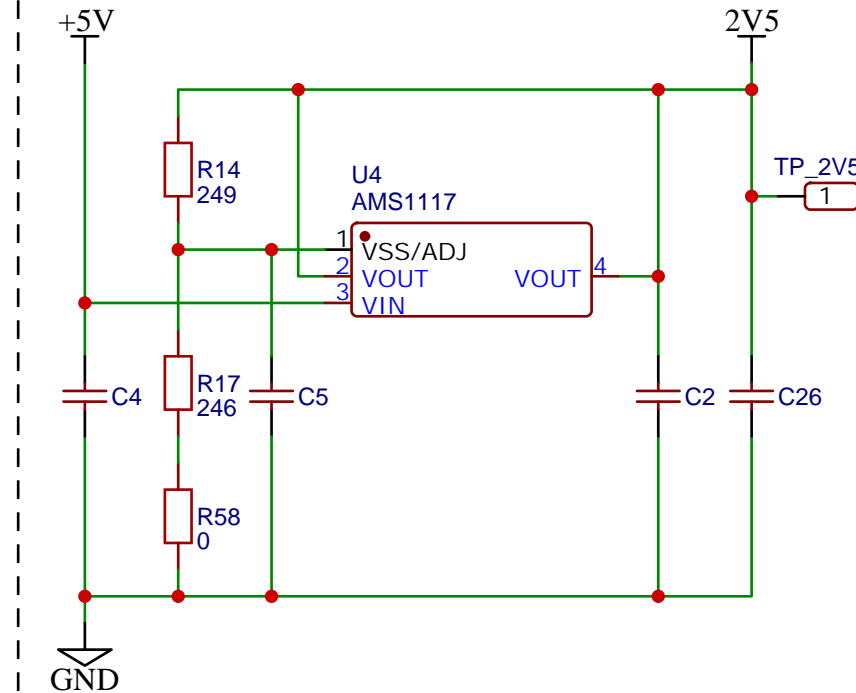 +5V
2V5
R14
249
TP_2V5
1
U4
AMS1117
1
VSS/ADJ
2
VOUT
VOUT
4
3
VIN
R17
246
C4
C5
C2
C26
R58
0
GND